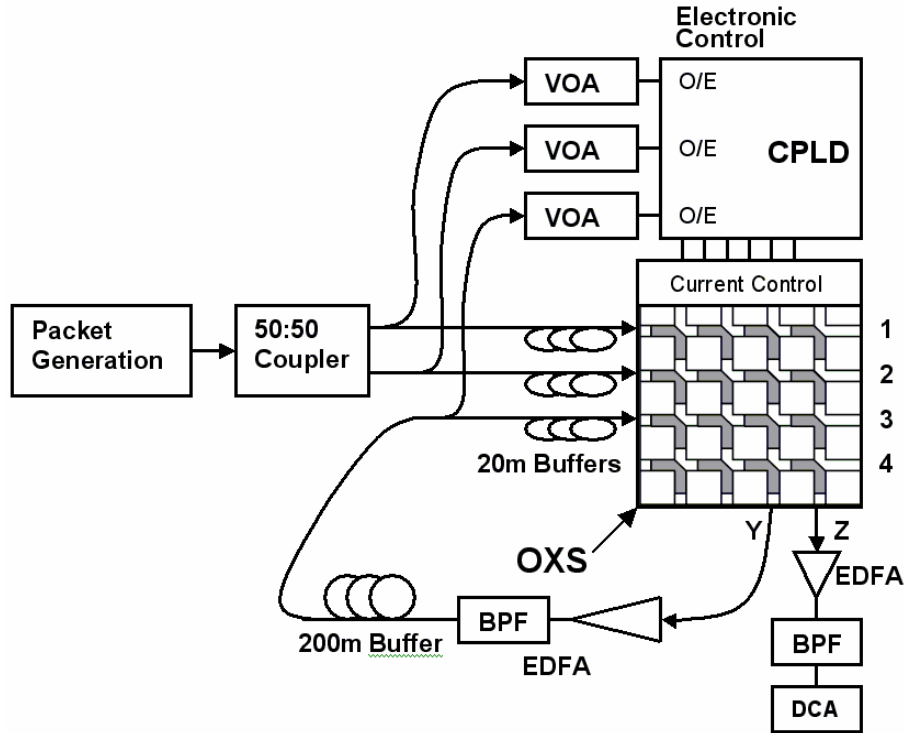 Electronic
Control
VOA
O/E
VOA
O/E
CPLD
VOA
O/E
Current Control
Packet
Generation
50:50
Coupler
1
2
3
4
20m Buffers
OXS
Y
Z
EDFA
200m Buffer
BPF
EDFA
BPF
DCA